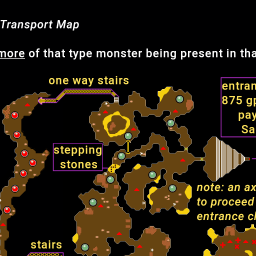 Transport Map
more of that type monster being present in tha
one way stairs
entran
875 gp
pay
Sa
stepping
stones
note: an ax
to proceed
entrance c
stairs